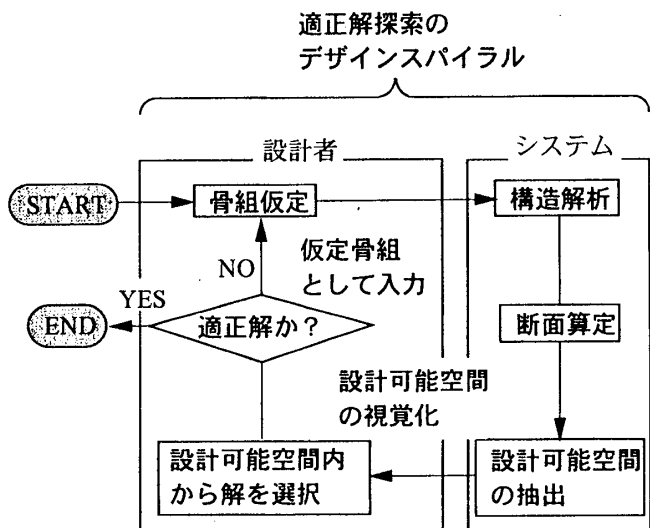 適正解探索の
デザインスパイラル
設計者
システム
START
骨組仮定
構造解析
NO
仮定骨組
として入力
YES
END
適正解か？
断面算定
設計可能空間
の視覚化
設計可能空間内
から解を選択
設計可能空間
の抽出